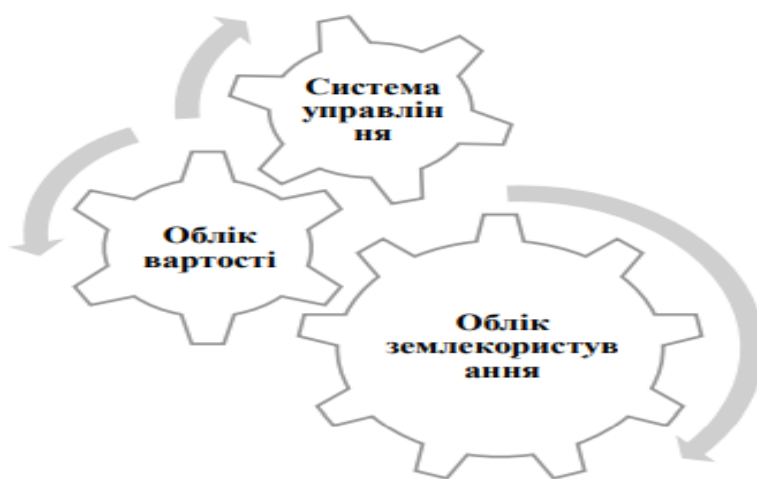 Система
управлін
ня
Облік
вартості
Облік
землекористув
ання